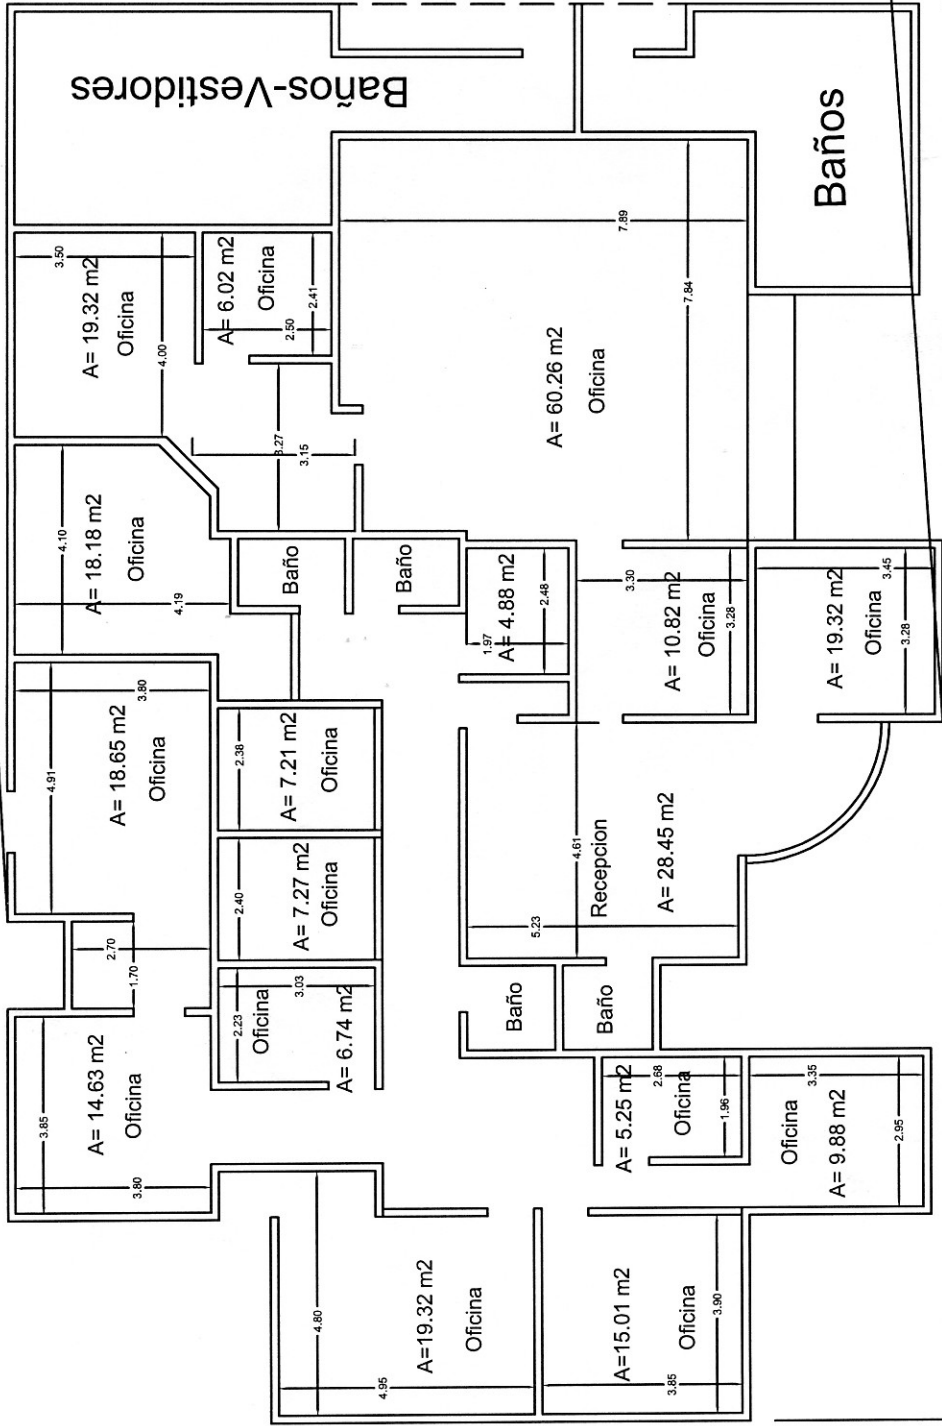 Baños-Vestidores
Baños
3.50
A= 19.32 m2
Oficina
4.00
A= 6.02 m2
Oficina
2.50
2.41
7.89
7.84
A= 60.26 m2
Oficina
3.27
3.15
4.10
A= 18.18 m2
Oficina
4.19
Baño
Baño
A= 4.88 m2
2.48
1.97
3.30
A= 10.82 m2
Oficina
3.28
3.45
A= 19.32 m2
Oficina
3.28
3.80
4.91
A= 18.65 m2
Oficina
2.38
A= 7.21 m2
Oficina
2.40
A= 7.27 m2
Oficina
4.61
Recepcion
A= 28.45 m2
5.23
2.70
1.70
2.23
Oficina
3.03
A= 6.74 m2
Baño
Baño
3.85
A= 14.63 m2
Oficina
3.80
A= 5.25 m2
2.68
Oficina
1.96
3.35
Oficina
A= 9.88 m2
2.95
4.80
A=19.32 m2
Oficina
4.95
A=15.01 m2
Oficina
3.90
3.85